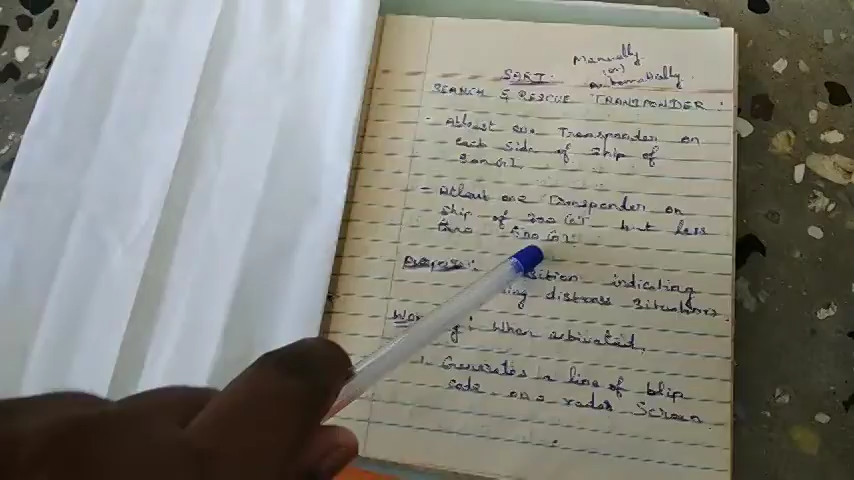 Manually
(or)
Automatically.
SART.
SEARCH & RESCUE TRANSPONDER.
- Atleast one Transponder on
each side of ship of
- Atleast one Transponder on
ship of 300 GT but less
than 500 GT
Purpose: indicating
distress situations.
when activated,
1. Generates a line of blip
code on a radar screen.